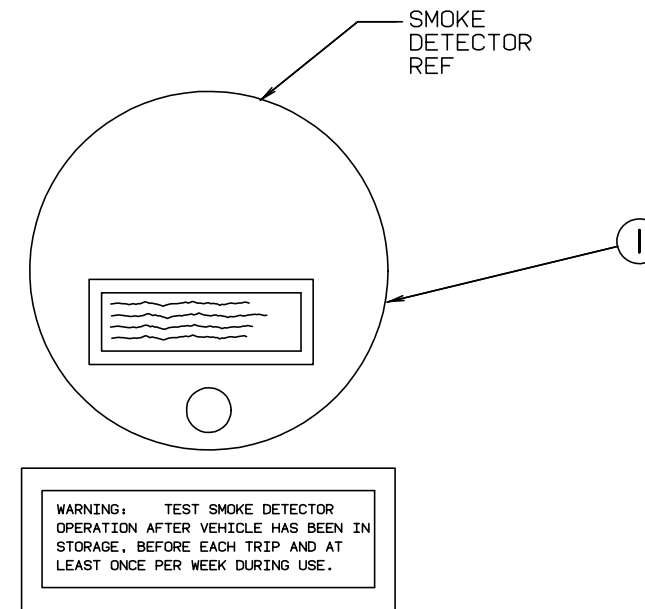 SMOKE
DETECTOR
REF
1
WARNING: TEST SMOKE DETECTOR
OPERATION AFTER VEHICLE HAS BEEN IN
STORAGE, BEFORE EACH TRIP AND AT
LEAST ONCE PER WEEK DURING USE.